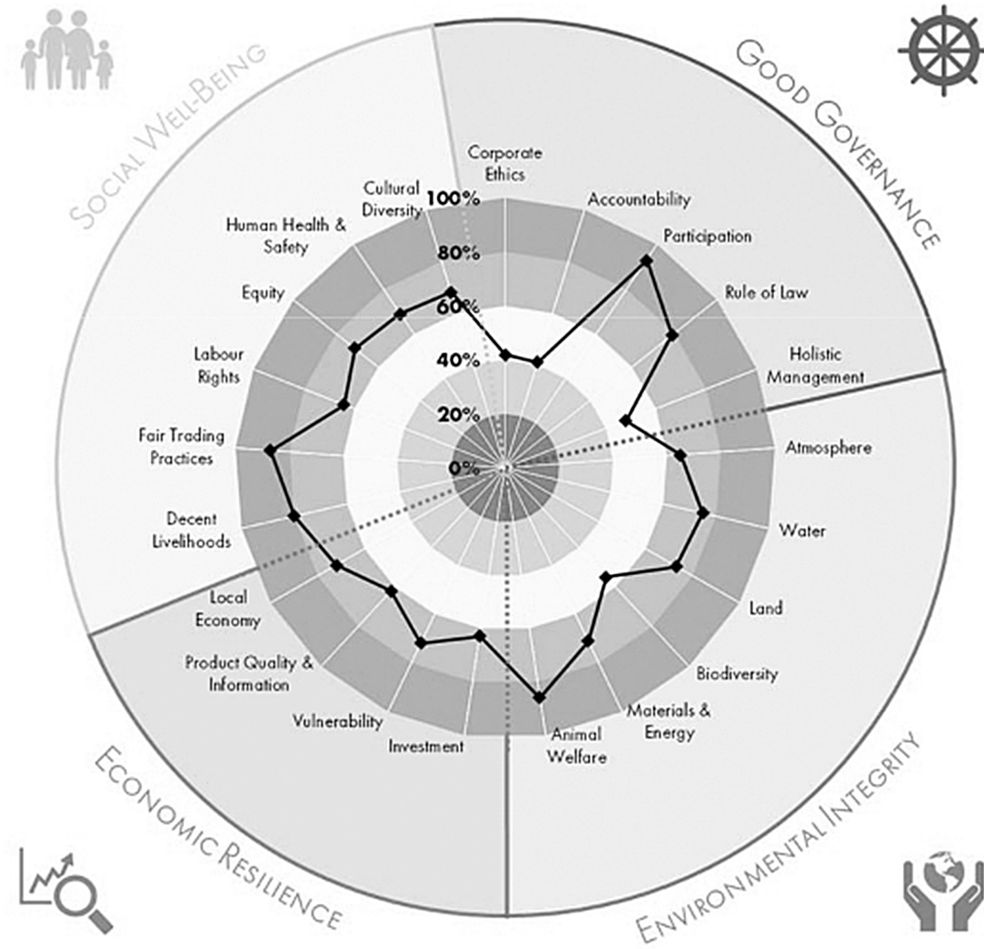 SOCIAL WELL-BEING
GOOD GOVERNANCE
Corporate
Ethics
Accountability
Participation
Rule of Law
Holistic
Management
Atmosphere
Water
Land
Biodiversity
Materials &
Energy
Animal
Welfare
Investment
Vulnerability
Product Quality &
Information
Local
Economy
Decent
Livelihoods
Fair Trading
Practices
Labour
Rights
Equity
Human Health &
Safety
Cultural
Diversity
100%
80%
60%
40%
20%
0%
ECONOMIC RESILIENCE
ENVIRONMENTAL INTEGRITY